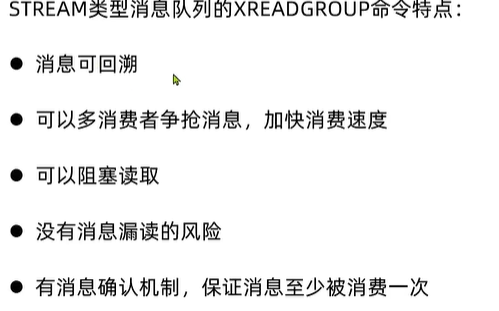 STREAM类型消息队列的XREADGROUP命令特点：
● 消息可回溯
● 可以多消费者争抢消息，加快消费速度
● 可以阻塞读取
● 没有消息漏读的风险
● 有消息确认机制，保证消息至少被消费一次